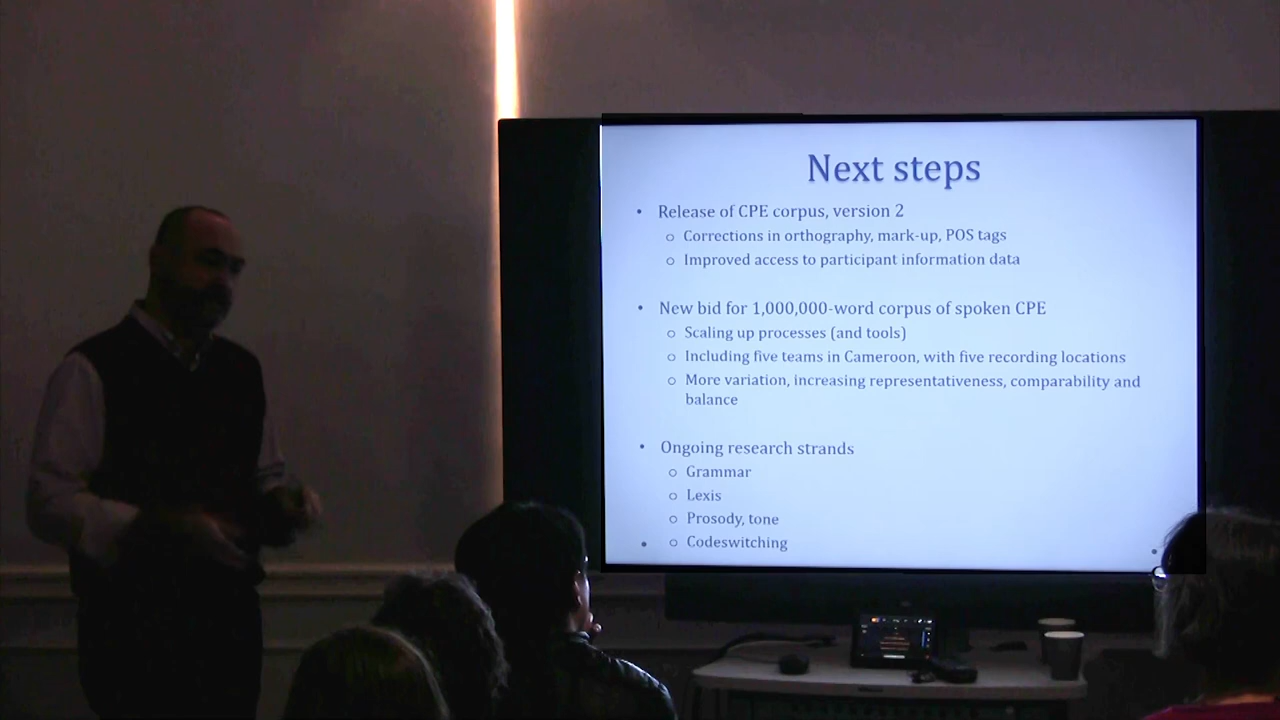 Next steps
• Release of CPE corpus, version 2
o Corrections in orthography, mark-up, POS tags
o Improved access to participant information data
• New bid for 1,000,000-word corpus of spoken CPE
o Scaling up processes (and tools)
o Including five teams in Cameroon, with five recording locations
o More variation, increasing representativeness, comparability and
balance
• Ongoing research strands
o Grammar
o Lexis
o Prosody, tone
o Codeswitching